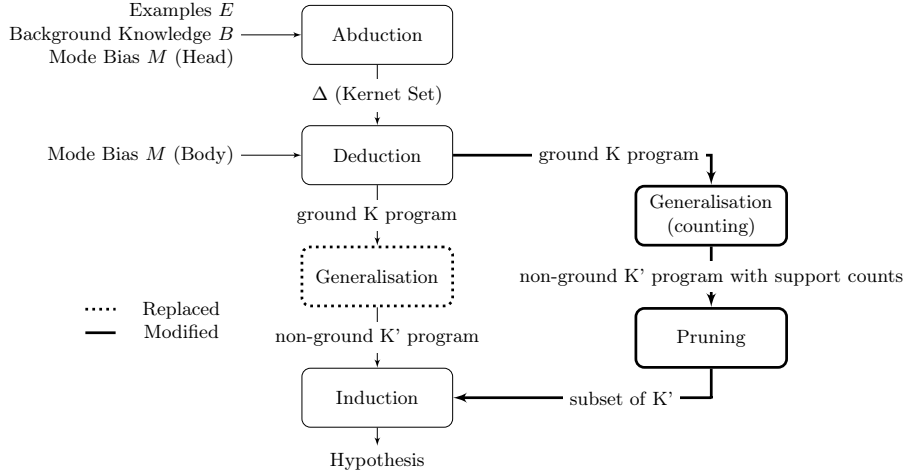 Examples E
Background Knowledge B
Mode Bias M (Head)
Abduction
Δ (Kernet Set)
Mode Bias M (Body)
Deduction
ground K program
ground K program
Generalisation
(counting)
Generalisation
non-ground K' program with support counts
Replaced
Modified
non-ground K' program
Pruning
Induction
subset of K'
Hypothesis